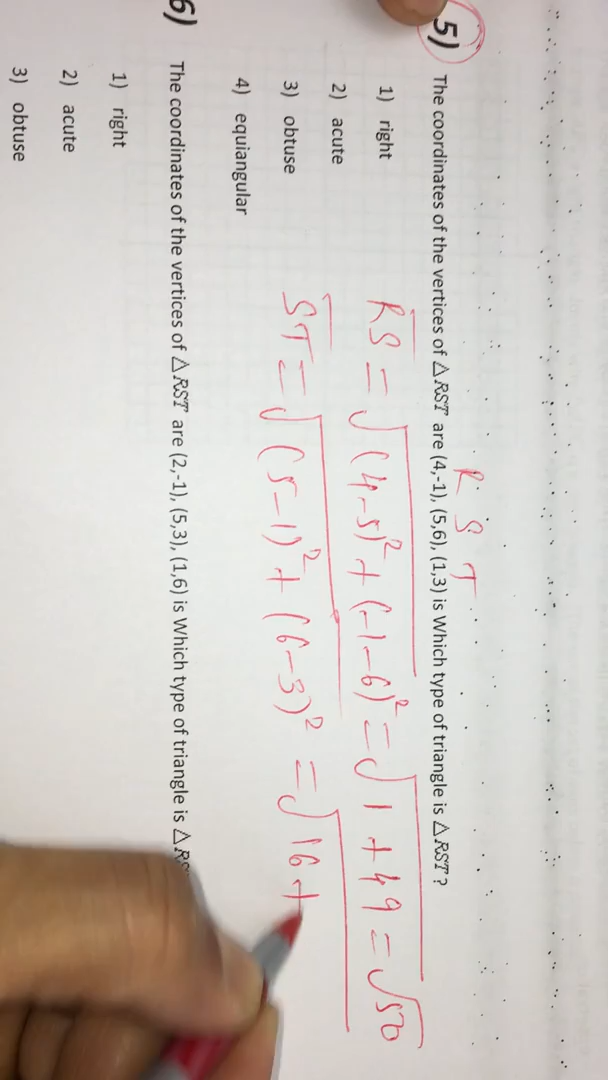 R S T
5) The coordinates of the vertices of △RST are (4,-1), (5,6), (1,3) is Which type of triangle is △RST ?
1) right
2) acute
3) obtuse
4) equiangular
RS = √(4-5)² + (-1-6)² = √1 + 49 = √50
ST = √(5-1)² + (6-3)² = √16 +
6) The coordinates of the vertices of △RST are (2,-1), (5,3), (1,6) is Which type of triangle is △RS
1) right
2) acute
3) obtuse